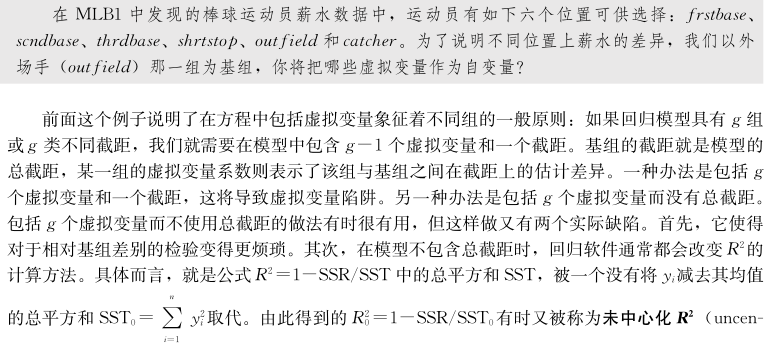 在 MLB1 中发现的棒球运动员薪水数据中，运动员有如下六个位置可供选择：frstbase、
scndbase、thrdbase、shrtstop、outfield 和 catcher。为了说明不同位置上薪水的差异，我们以外
场手（outfield）那一组为基组，你将把哪些虚拟变量作为自变量？
前面这个例子说明了在方程中包括虚拟变量象征着不同组的一般原则：如果回归模型具有 g 组
或 g 类不同截距，我们就需要在模型中包含 g－1 个虚拟变量和一个截距。基组的截距就是模型的
总截距，某一组的虚拟变量系数则表示了该组与基组之间在截距上的估计差异。一种办法是包括 g
个虚拟变量和一个截距，这将导致虚拟变量陷阱。另一种办法是包括 g 个虚拟变量而没有总截距。
包括 g 个虚拟变量而不使用总截距的做法有时很有用，但这样做又有两个实际缺陷。首先，它使得
对于相对基组差别的检验变得更烦琐。其次，在模型不包含总截距时，回归软件通常都会改变 R²的
计算方法。具体而言，就是公式 R²＝1－SSR/SST 中的总平方和 SST，被一个没有将 yᵢ减去其均值
的总平方和 SST₀＝ ∑ⁿᵢ₌₁ yᵢ²取代。由此得到的 R₀²＝1－SSR/SST₀有时又被称为未中心化 R²（uncen-